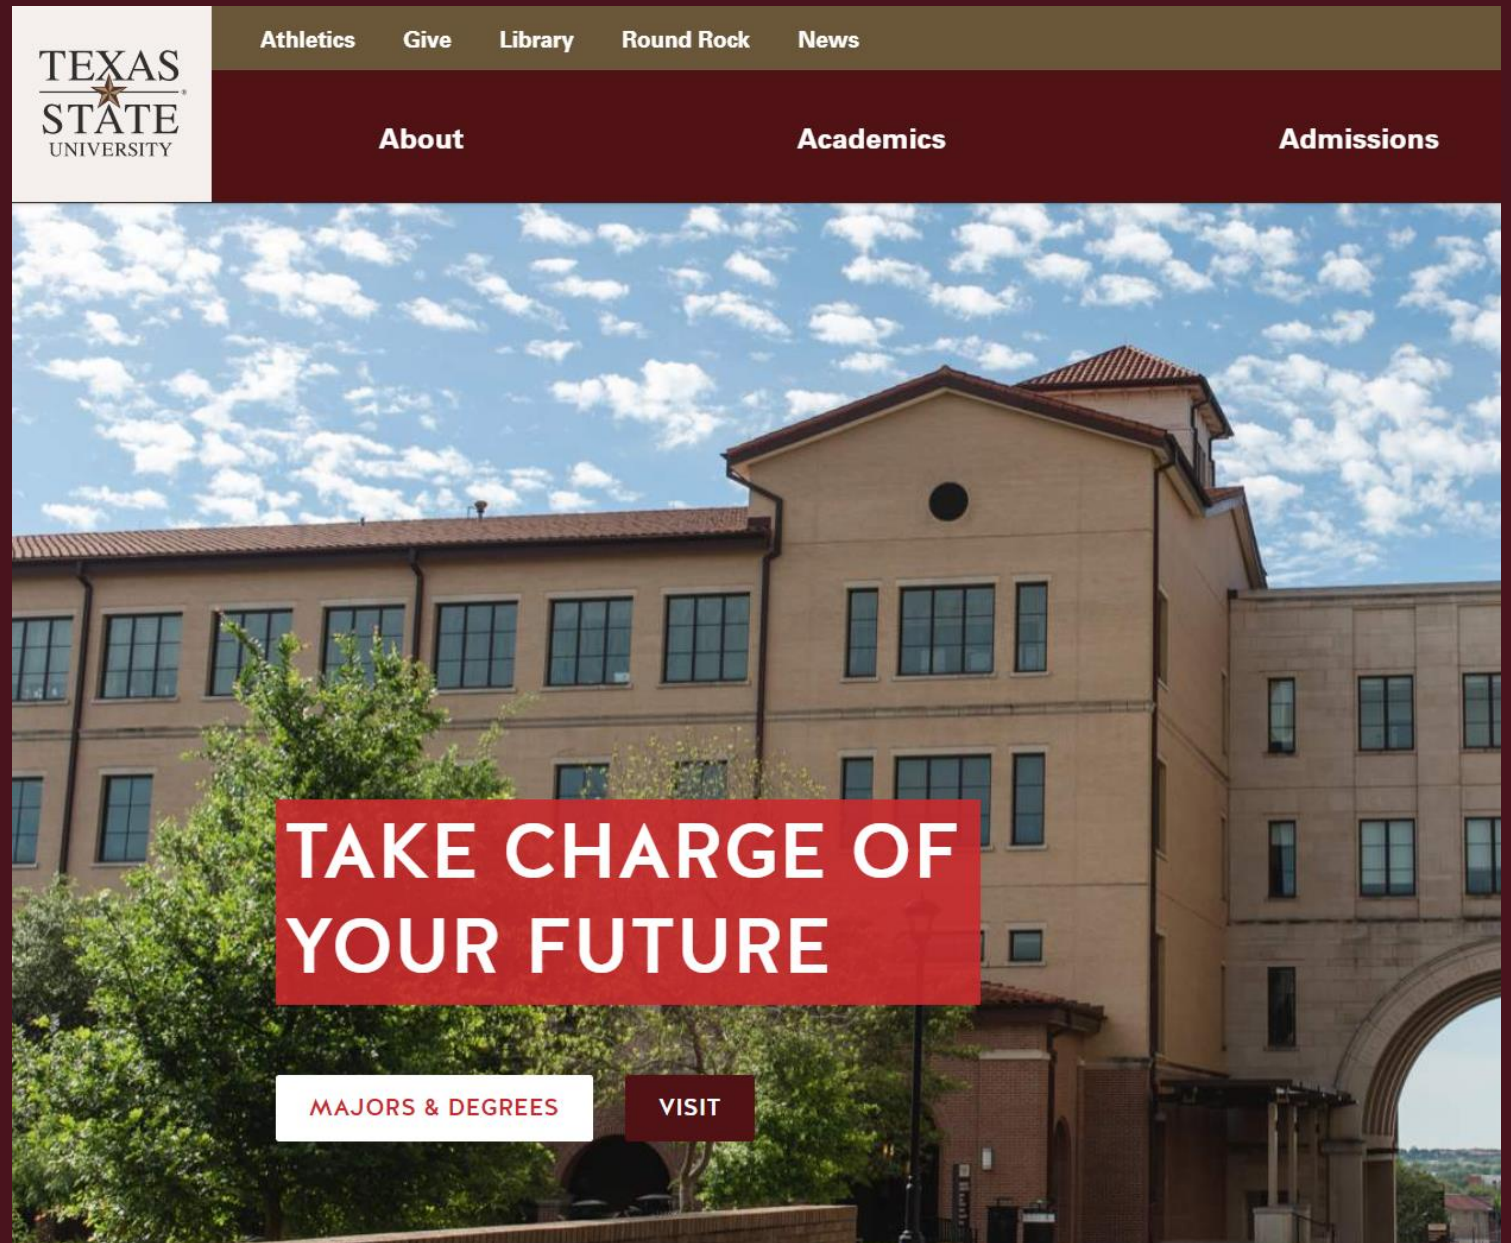 TEXAS
STATE
UNIVERSITY
Athletics Give Library Round Rock News
About Academics Admissions
TAKE CHARGE OF
YOUR FUTURE
MAJORS & DEGREES VISIT